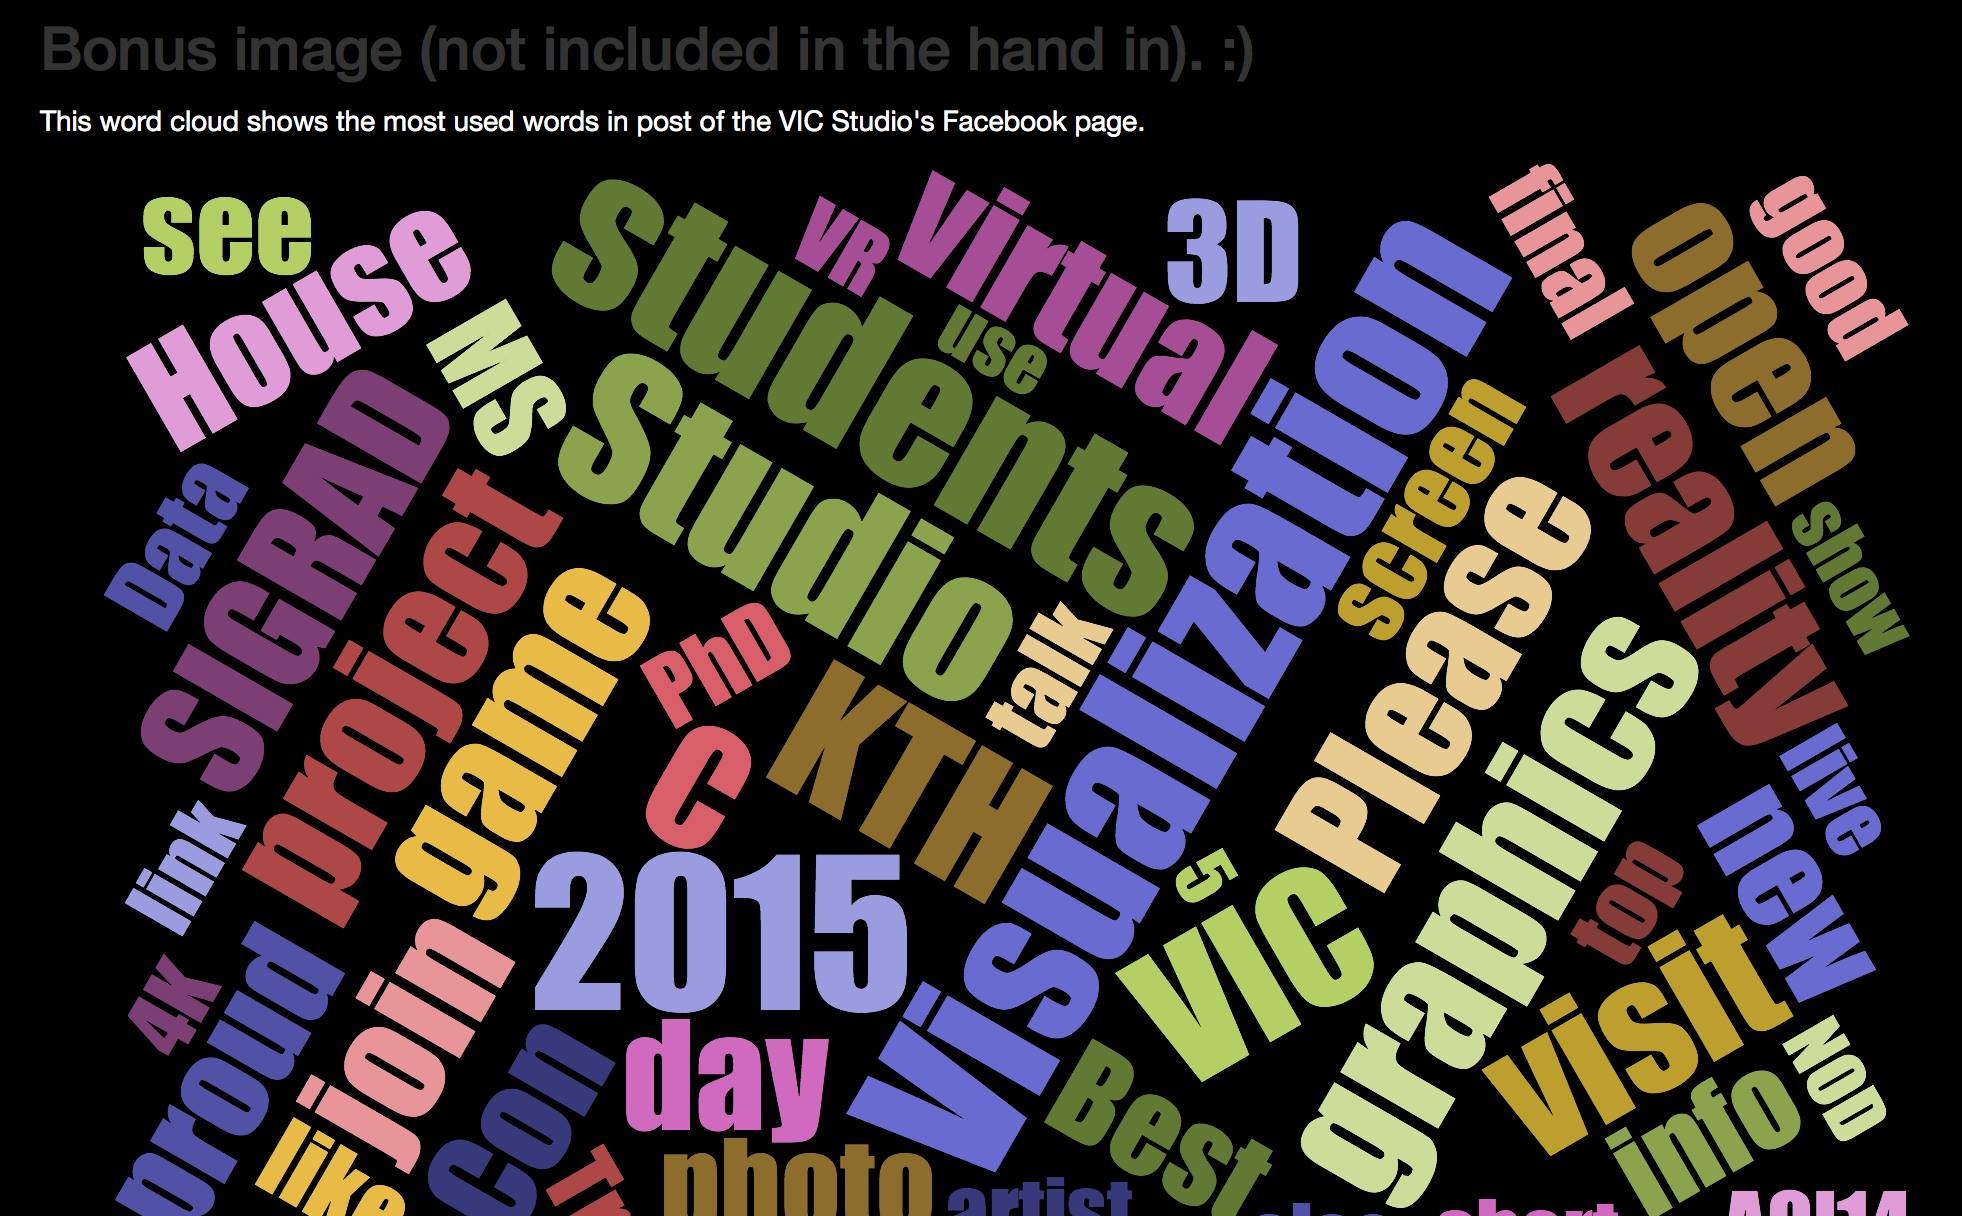 Bonus image (not included in the hand in). :)
This word cloud shows the most used words in post of the VIC Studio's Facebook page.
see
House
Ms
Students
VR
virtual
use
3D
Visualization
final
open
good
Data
SIGRAD
project
game
Studio
PhD
C
KTH
talk
screen
Please
reality
show
graphics
live
new
link
4K
proud
join
2015
5
VIC
top
visit
like
Con
day
Best
info
photo
artist
also
short